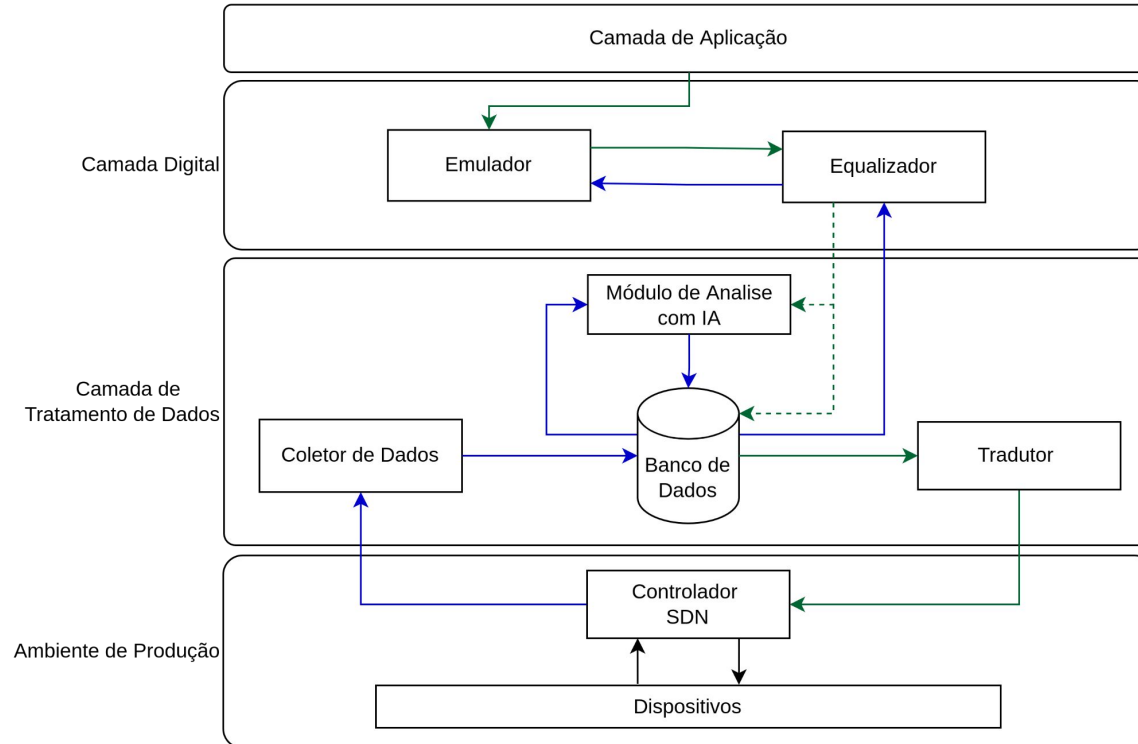 Camada de Aplicação
Camada Digital
Emulador
Equalizador
Módulo de Analise
com IA
Camada de
Tratamento de Dados
Coletor de Dados
Banco de
Dados
Tradutor
Controlador
SDN
Ambiente de Produção
Dispositivos